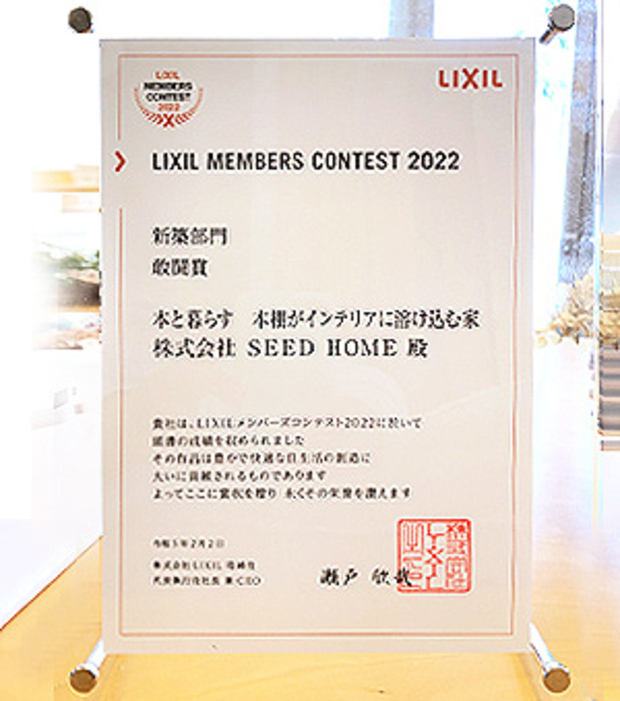 LIXIL
MEMBERS
CONTEST
2022
LIXIL
LIXIL MEMBERS CONTEST 2022
新築部門
敢闘賞
本と暮らす 本棚がインテリアに溶け込む家
株式会社 SEED HOME 殿
貴社は、LIXILメンバーズコンテスト2022に於いて
頭書の成績を収められました
その作品は豊かで快適な住生活の創造に
大いに貢献されるものであります
よってここに賞状を贈り 永くその栄誉を讃えます
令和5年2月2日
株式会社LIXIL 取締役
代表執行役社長 兼 CEO
瀬戸 欣哉